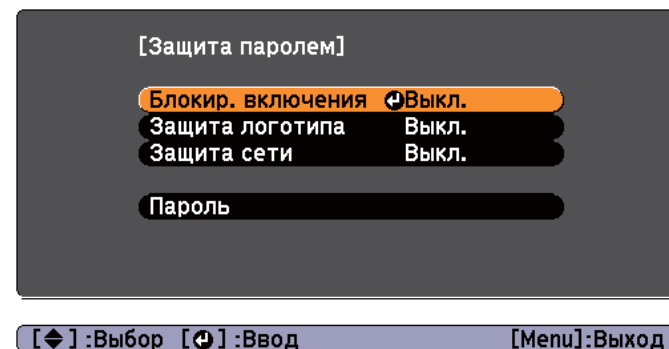 [Защита паролем]
Блокир. включения Выкл.
Защита логотипа Выкл.
Защита сети Выкл.
Пароль
[ ] :Выбор [ ] :Ввод [Menu]:Выход